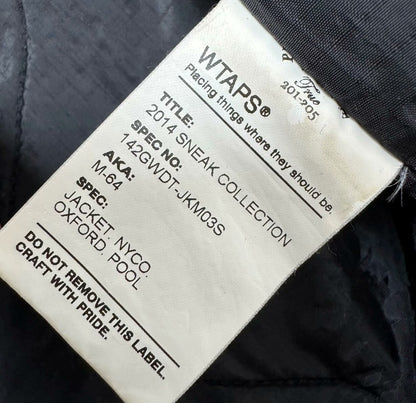 WTAPS®
Placing things where they should be.
TITLE:
2014 SNEAK COLLECTION
SPEC NO:
142GWDT-JKM03S
AKA:
M-64
SPEC:
JACKET. NYCO.
OXFORD. POOL
DO NOT REMOVE THIS LABEL.
CRAFT WITH PRIDE.
True
201-205